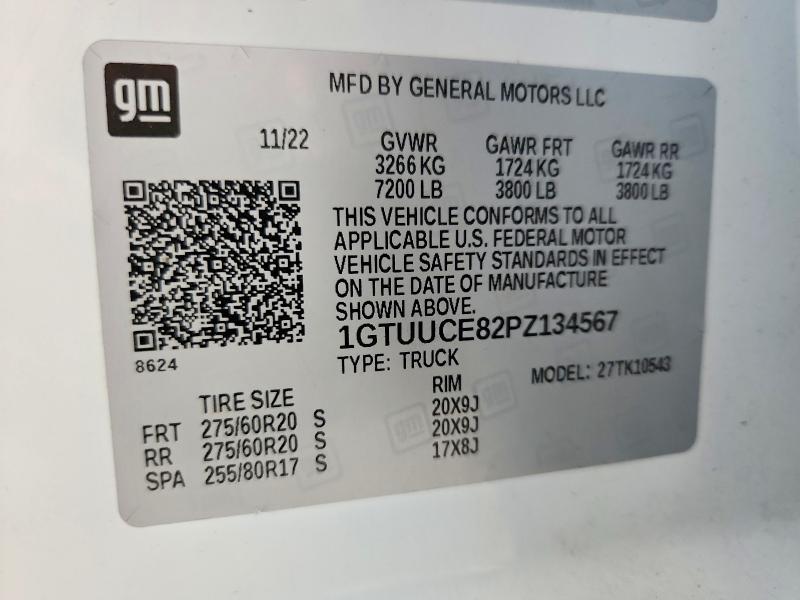 gm
MFD BY GENERAL MOTORS LLC
11/22
GVWR GAWR FRT GAWR RR
3266 KG 1724 KG 1724 KG
7200 LB 3800 LB 3800 LB
THIS VEHICLE CONFORMS TO ALL
APPLICABLE U.S. FEDERAL MOTOR
VEHICLE SAFETY STANDARDS IN EFFECT
ON THE DATE OF MANUFACTURE
SHOWN ABOVE.
1GTUUCE82PZ134567
8624
TYPE: TRUCK MODEL: 27TK10543
TIRE SIZE RIM
FRT 275/60R20 S 20X9J
RR 275/60R20 S 20X9J
SPA 255/80R17 S 17X8J